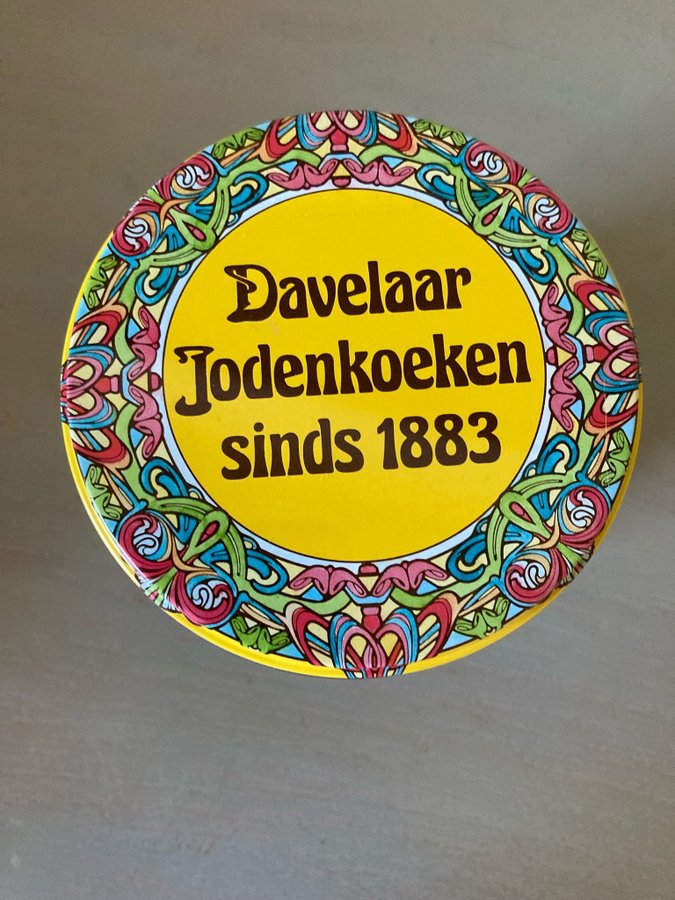 Davelaar
Jodenkoeken
sinds 1883